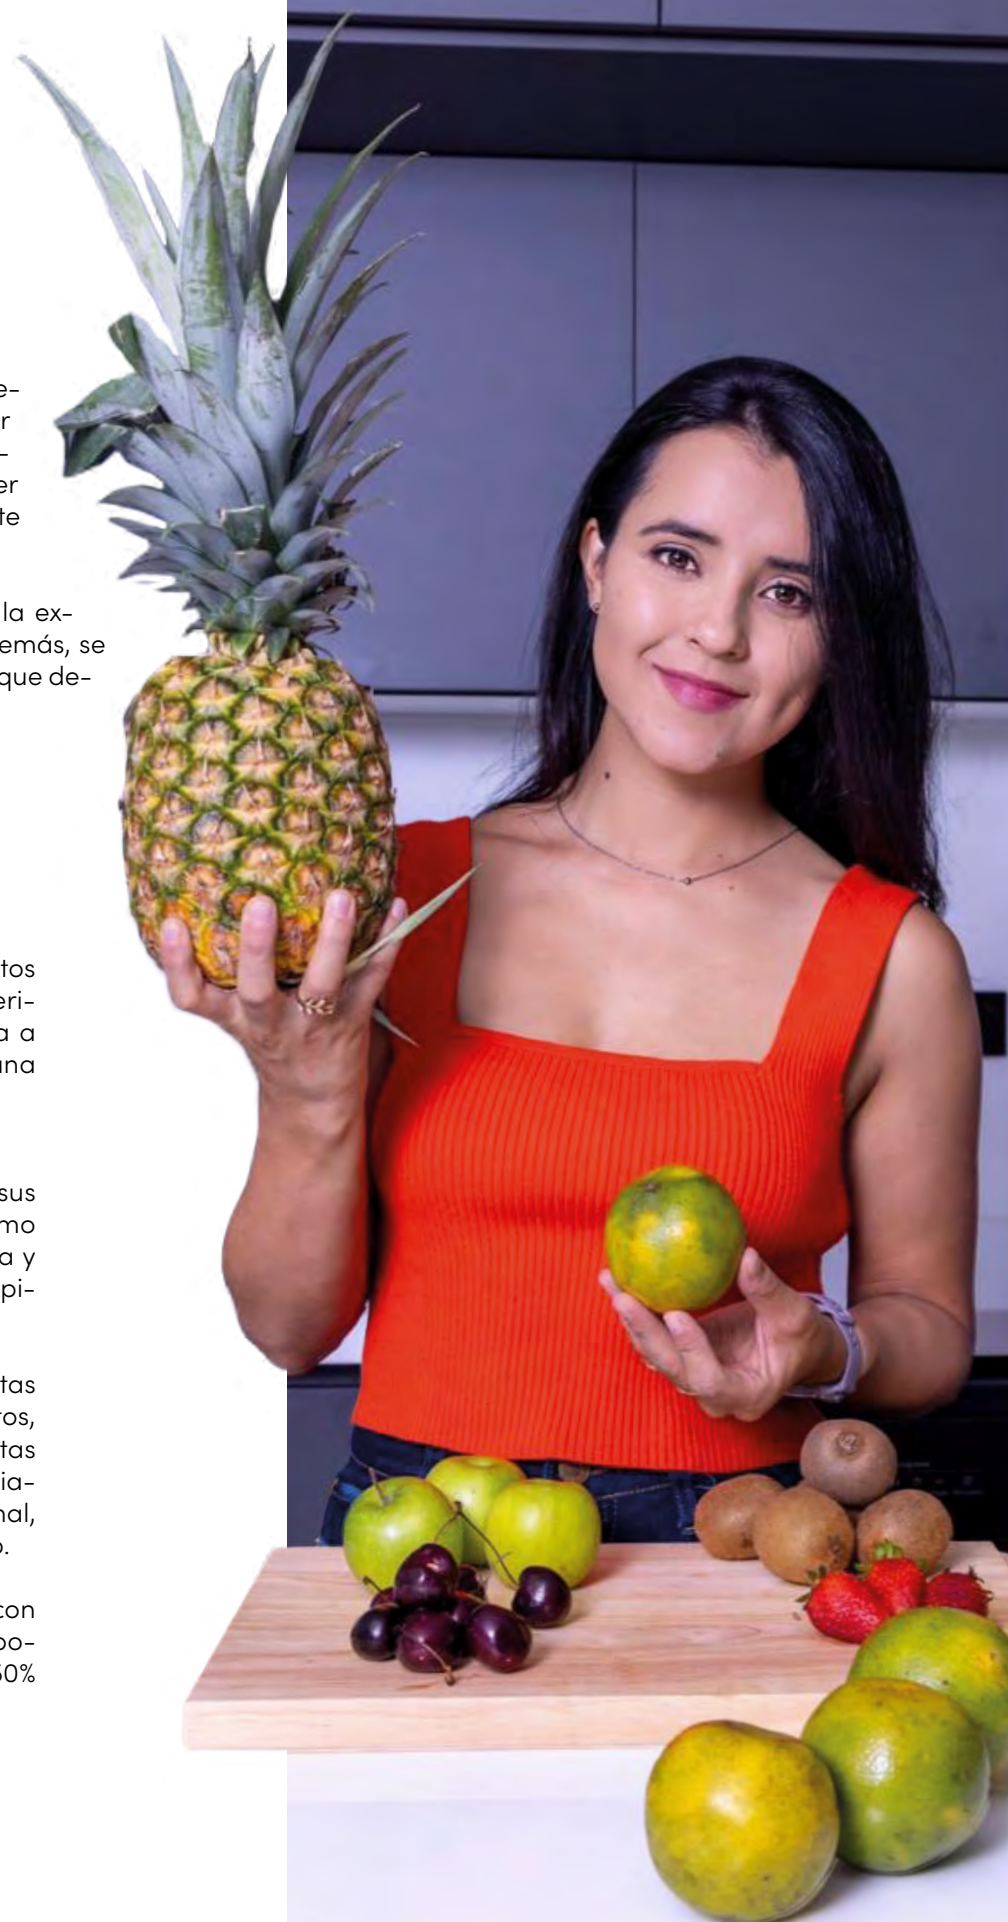 e-
r
-
er
te
la ex-
emás, se
que de-
tos
eri-
a a
una
sus
mo
a y
pi-
tas
ros,
tas
ia-
nal,
o.
con
po-
50%